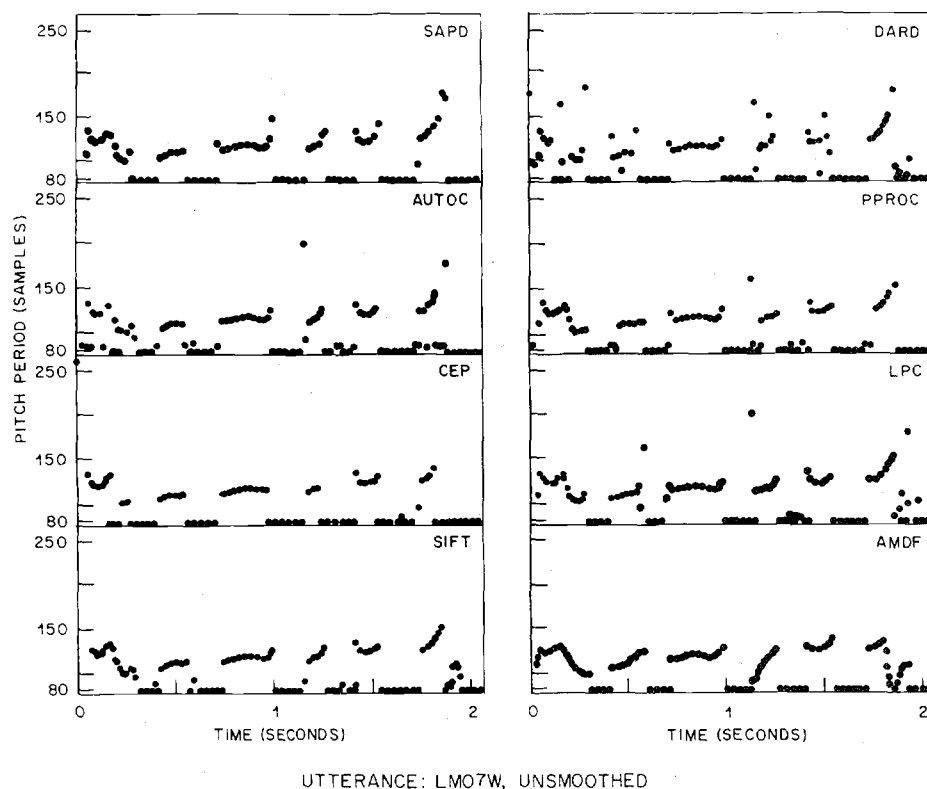 250
SAPD
150
80
DARD
250
AUTOC
150
80
PPROC
250
CEP
150
80
LPC
250
SIFT
150
80
AMDF
PITCH PERIOD (SAMPLES)
0 1 2
0 1 2
TIME (SECONDS)
TIME (SECONDS)
UTTERANCE: LM07W, UNSMOOTHED